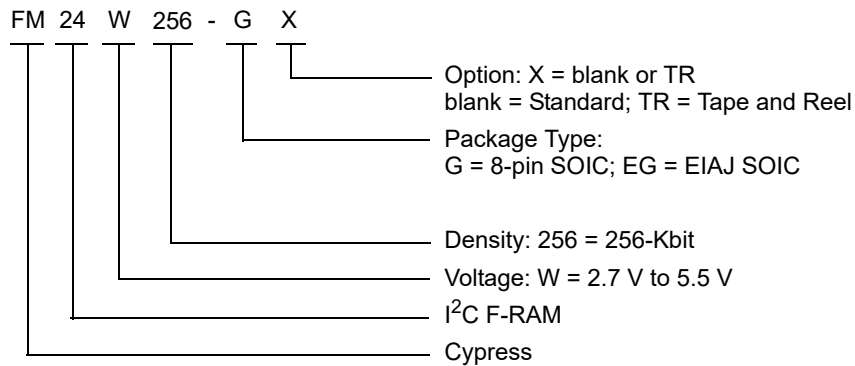 FM 24 W 256 - G X
Option: X = blank or TR
blank = Standard; TR = Tape and Reel
Package Type:
G = 8-pin SOIC; EG = EIAJ SOIC
Density: 256 = 256-Kbit
Voltage: W = 2.7 V to 5.5 V
I²C F-RAM
Cypress